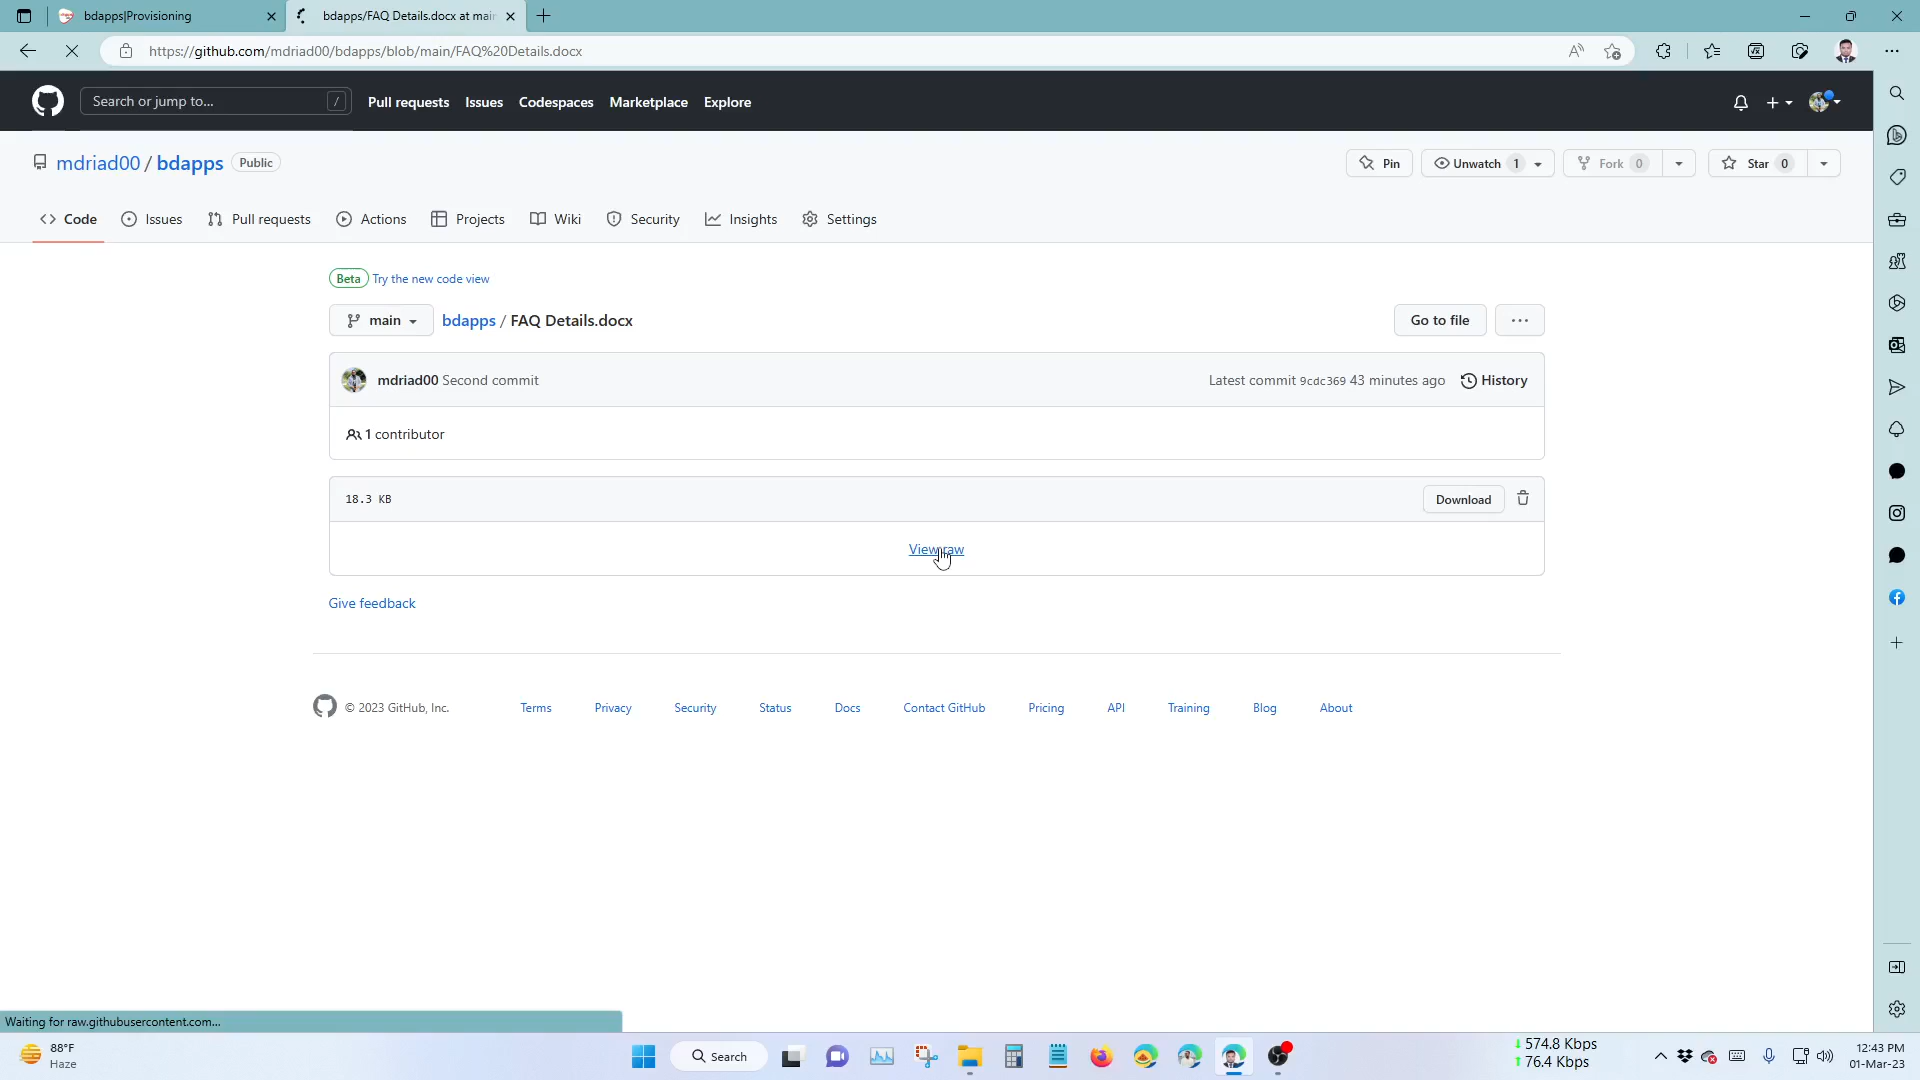 bdapps|Provisioning
bdapps/FAQ Details.docx at mai
https://github.com/mdriad00/bdapps/blob/main/FAQ%20Details.docx
Search or jump to... /
Pull requests Issues Codespaces Marketplace Explore
mdriad00 / bdapps Public
Pin Unwatch 1 Fork 0 Star 0
Code Issues Pull requests Actions Projects Wiki Security Insights Settings
Beta Try the new code view
main bdapps / FAQ Details.docx Go to file ...
mdriad00 Second commit Latest commit 9cdc369 43 minutes ago History
1 contributor
18.3 KB Download
View raw
Give feedback
© 2023 GitHub, Inc. Terms Privacy Security Status Docs Contact GitHub Pricing API Training Blog About
Waiting for raw.githubusercontent.com...
88°F
Haze
Search
574.8 Kbps
76.4 Kbps
12:43 PM
01-Mar-23